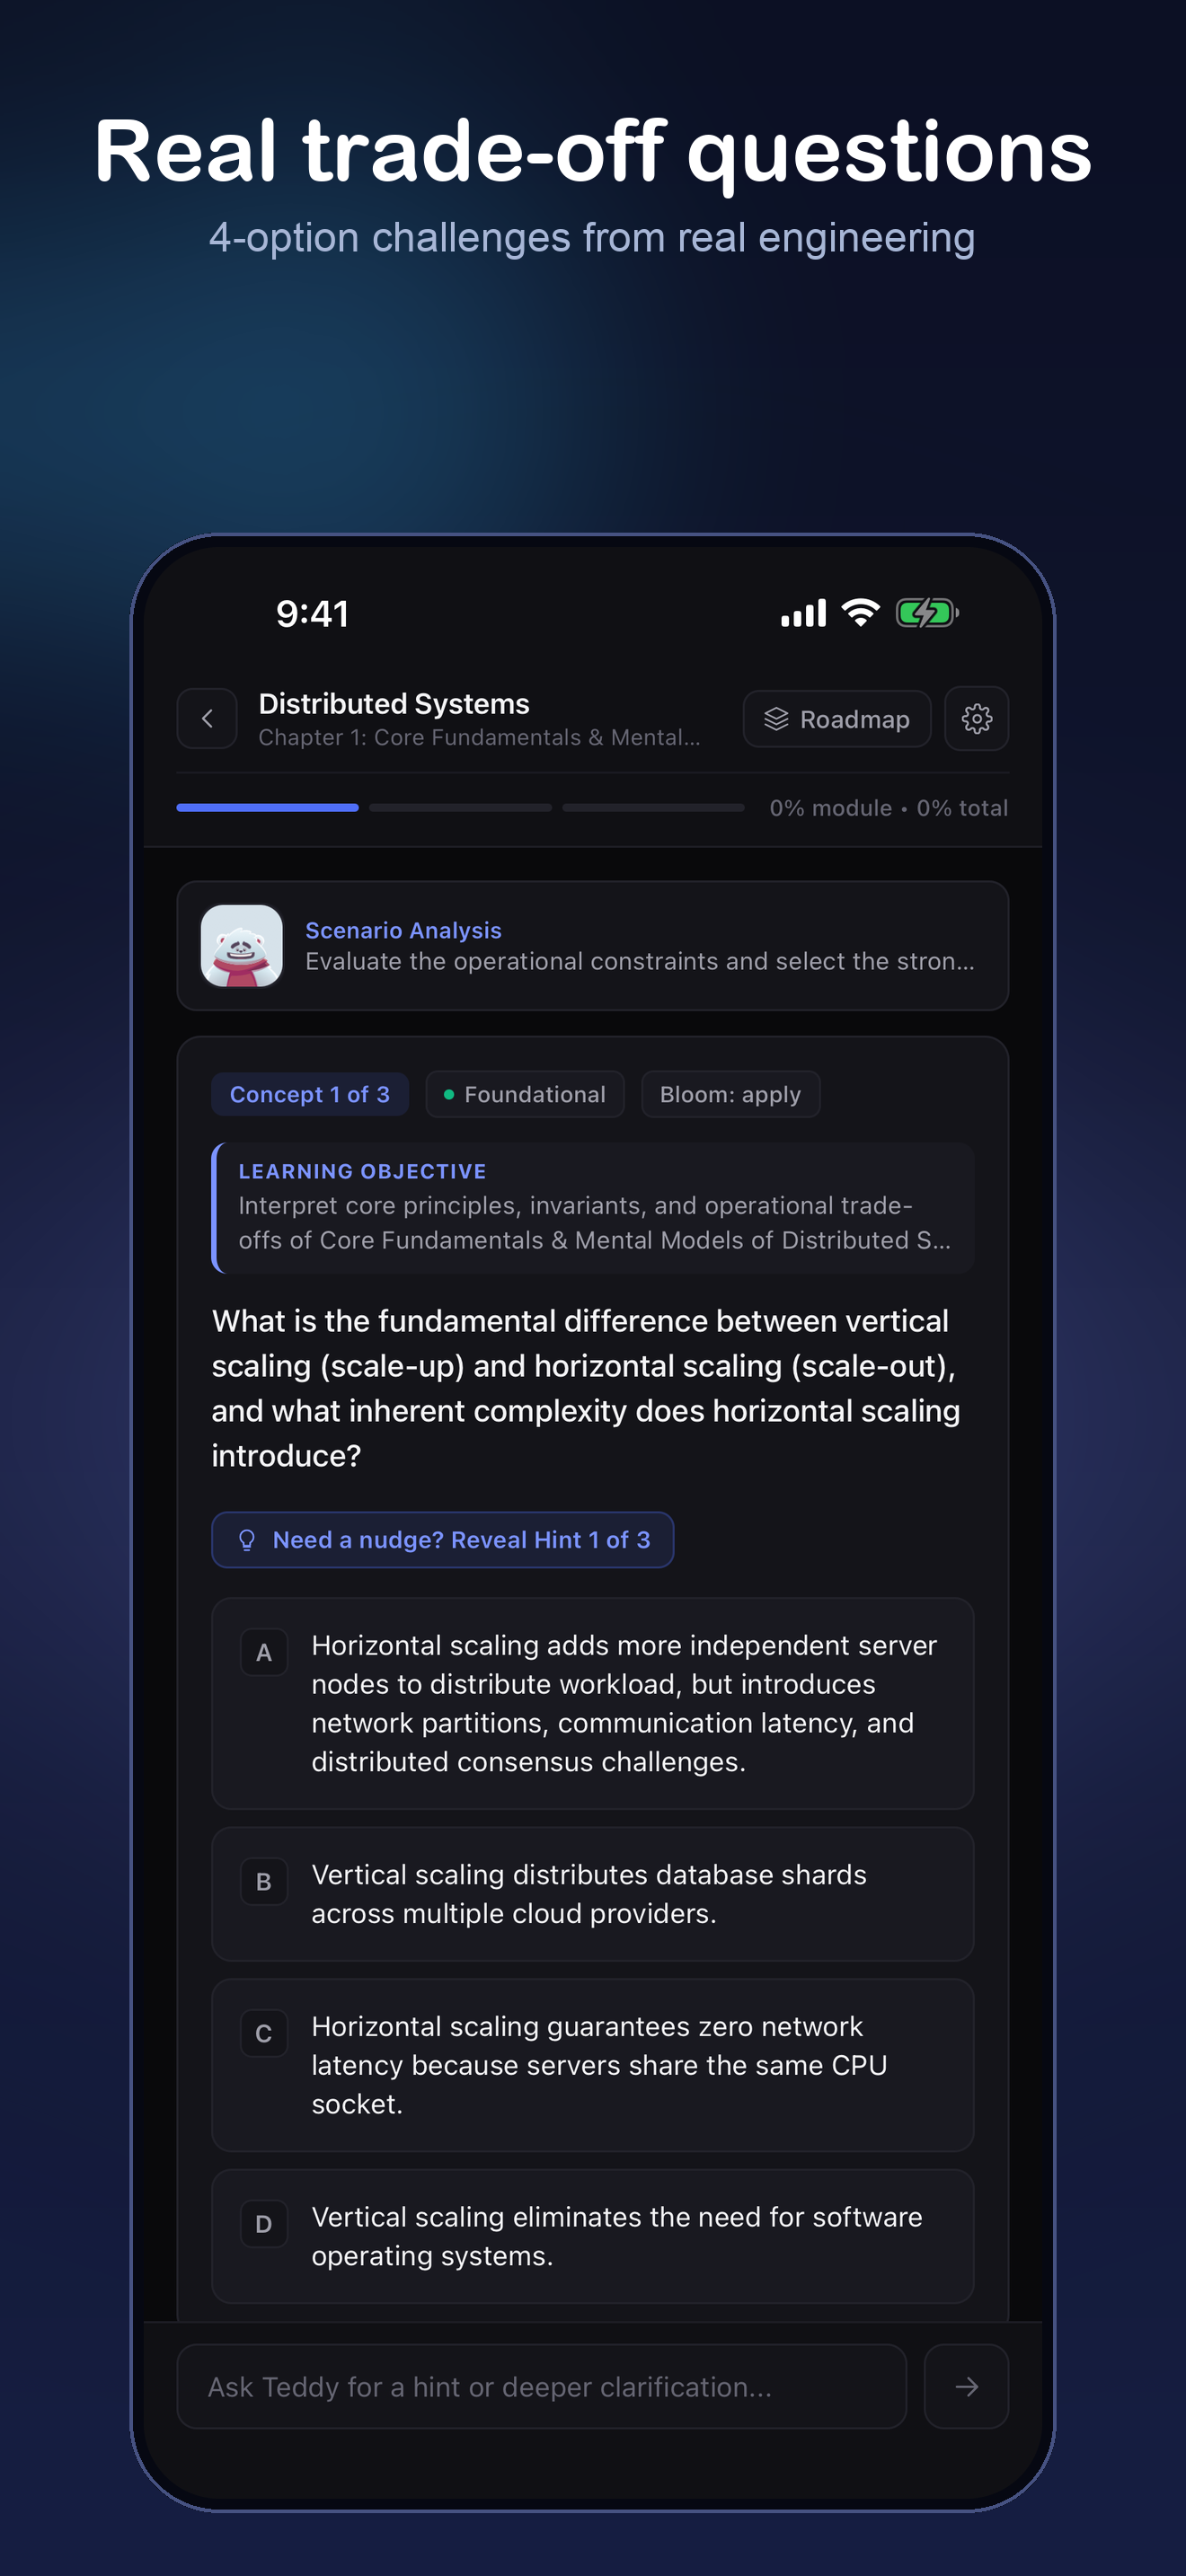 Real trade-off questions
4-option challenges from real engineering
9:41
Distributed Systems
Chapter 1: Core Fundamentals & Mental...
Roadmap
0% module • 0% total
Scenario Analysis
Evaluate the operational constraints and select the stron...
Concept 1 of 3
Foundational
Bloom: apply
LEARNING OBJECTIVE
Interpret core principles, invariants, and operational trade-
offs of Core Fundamentals & Mental Models of Distributed S...
What is the fundamental difference between vertical
scaling (scale-up) and horizontal scaling (scale-out),
and what inherent complexity does horizontal scaling
introduce?
Need a nudge? Reveal Hint 1 of 3
A
Horizontal scaling adds more independent server
nodes to distribute workload, but introduces
network partitions, communication latency, and
distributed consensus challenges.
B
Vertical scaling distributes database shards
across multiple cloud providers.
C
Horizontal scaling guarantees zero network
latency because servers share the same CPU
socket.
D
Vertical scaling eliminates the need for software
operating systems.
Ask Teddy for a hint or deeper clarification...